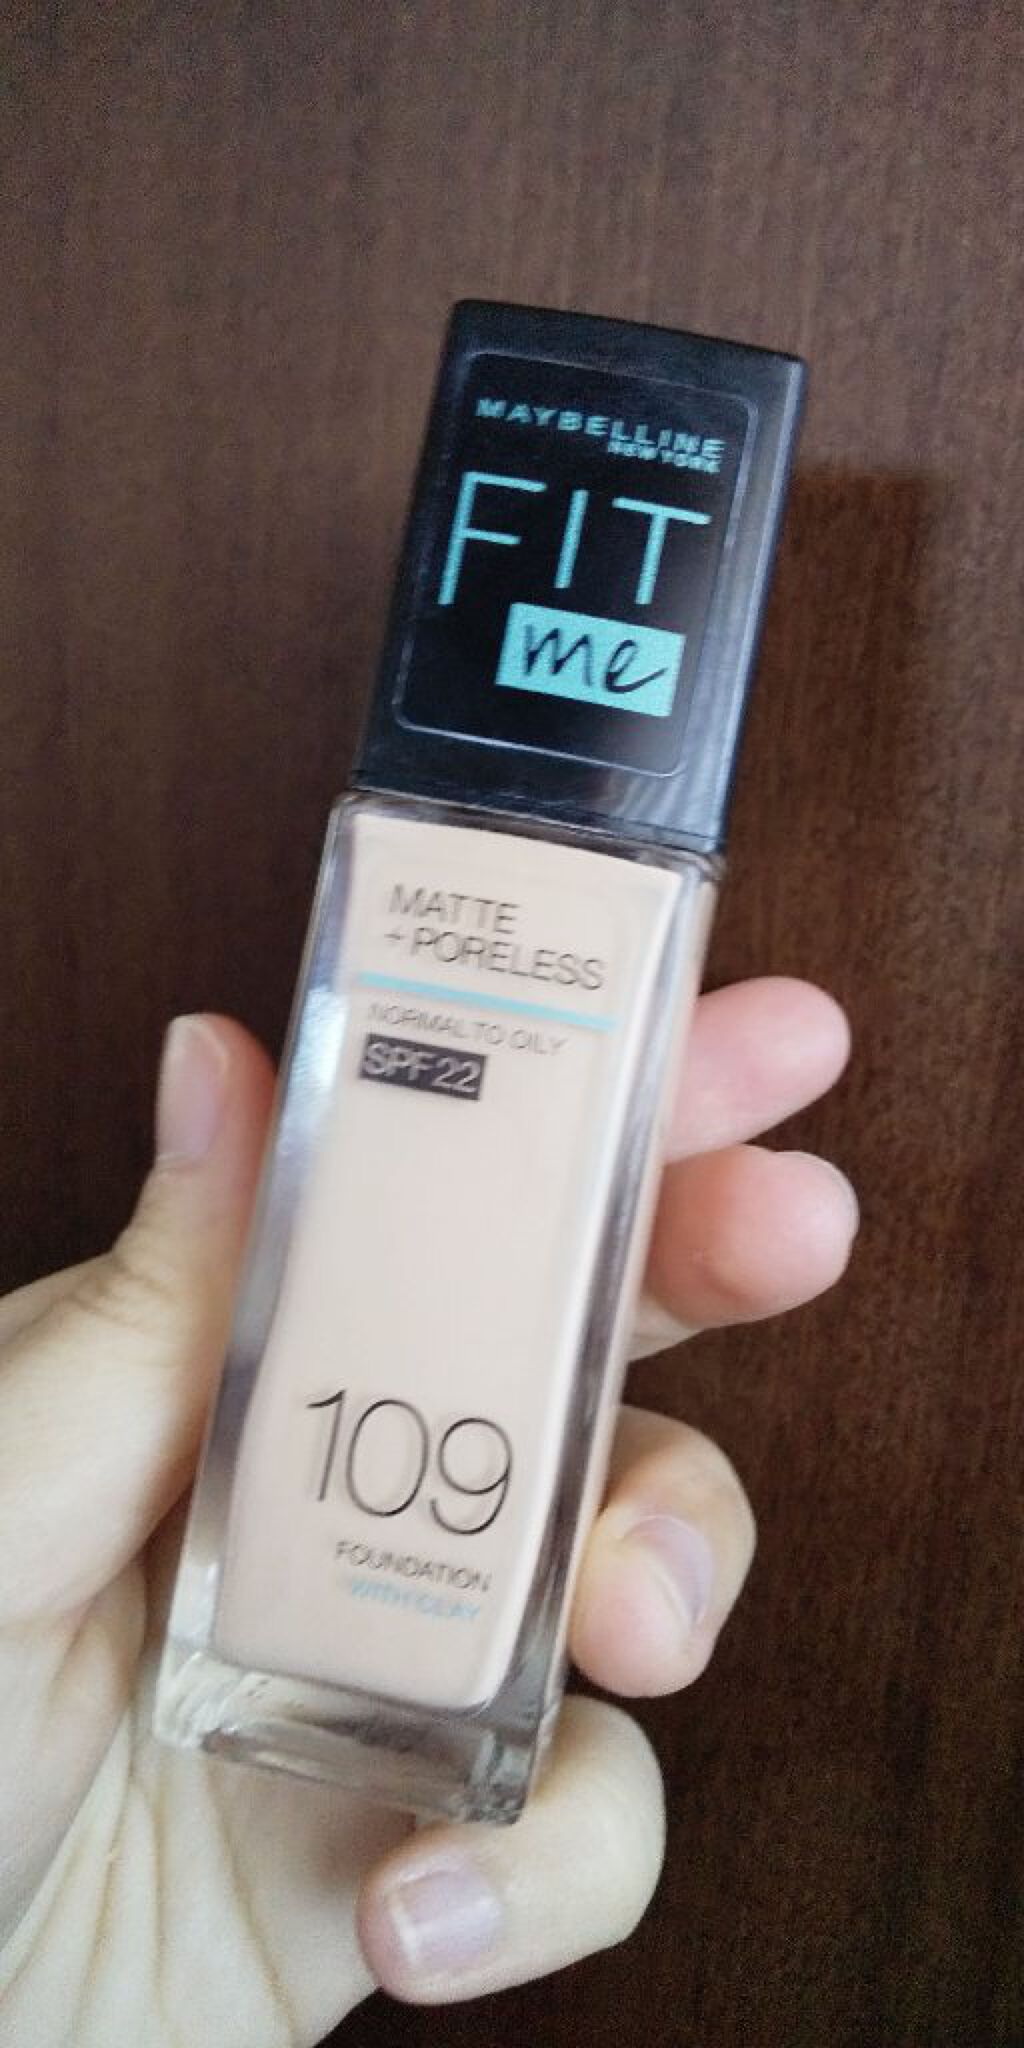 MAYBELLINE
NEW YORK
FIT
me
MATTE
+ PORELESS
NORMAL TO OILY
SPF 22
109
FOUNDATION
WITH CLAY